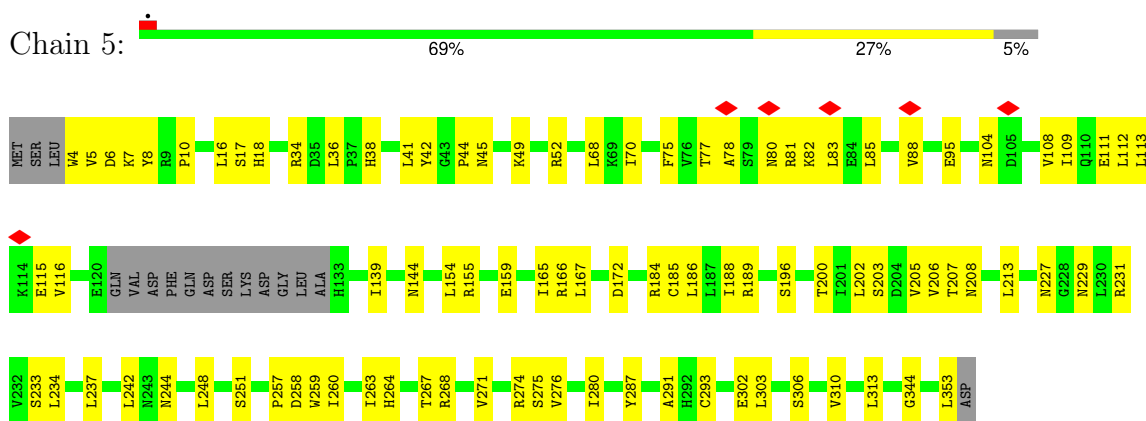 Chain 5:
69% 27% 5%
MET SER LEU W4 V5 D6 K7 Y8 R9 P10 L16 S17 H18 R34 D35 L36 P37 H38 L41 Y42 G43 P44 N45 K49 R52 L68 K69 I70 F75 V76 T77 A78 S79 N80 R81 K82 L83 E84 L85 V88 E95 N104 D105 V108 I109 Q110 E111 L112 L113
K114 E115 V116 E120 GLN VAL ASP PHE GLN ASP SER LYS ASP GLY LEU ALA H133 I139 N144 L154 R155 E159 I165 R166 L167 D172 R184 C185 L186 L187 I188 R189 S196 T200 I201 L202 S203 D204 V205 V206 T207 N208 L213 N227 G228 N229 L230 R231
V232 S233 L234 L237 L242 N243 N244 L248 S251 P257 D258 W259 I260 I263 H264 T267 R268 V271 R274 S275 V276 I280 Y287 A291 H292 C293 E302 L303 S306 V310 L313 G344 L353 ASP